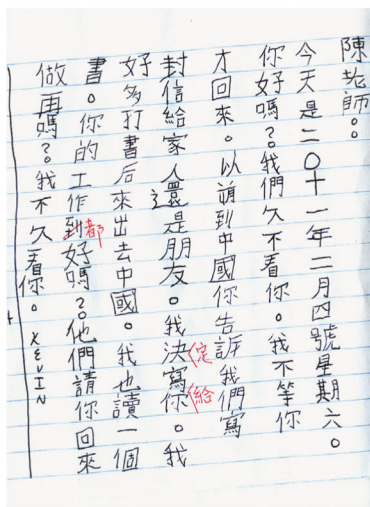 陳老師。。
今天是二〇十一年二月四號星期六。
你好嗎?。我們久不看你。我不等你
才回來。以前到中國你告訴我們寫
封信給家人還是朋友。我決定寫給你。我
好多打書后來出去中國。我也讀一個
書。你的工作到都好嗎?。他們請你回來
做再嗎?。我不久看你。KEVIN